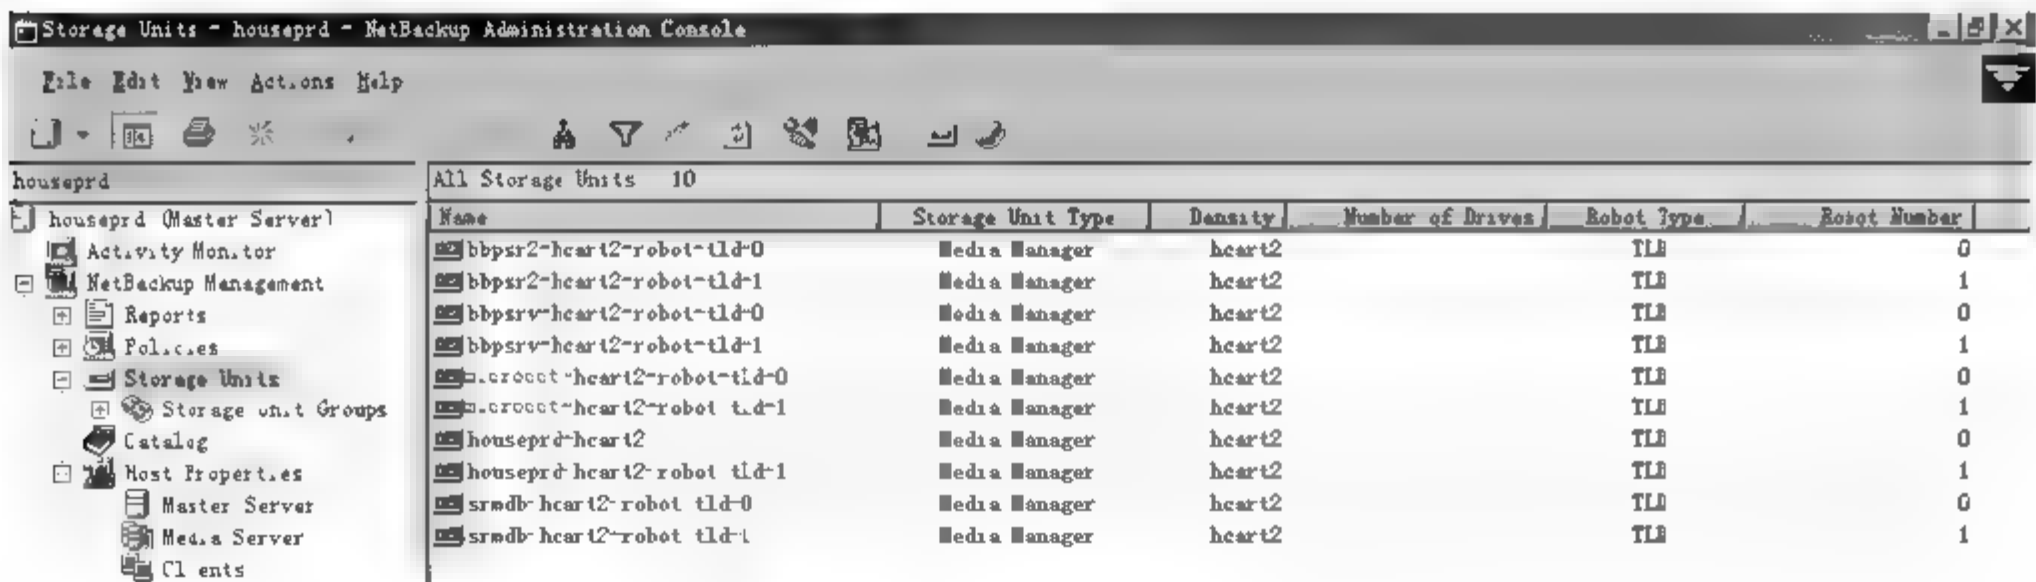 Storage Units - houseprd - NetBackup Administration Console
File Edit View Actions Help
houseprd
All Storage Units 10
houseprd (Master Server)
Activity Monitor
NetBackup Management
Reports
Policies
Storage Units
Storage Unit Groups
Catalog
Host Properties
Master Server
Media Server
Clients
Name Storage Unit Type Density Number of Drives Robot Type Robot Number
bbpsr2-hcart2-robot-tld-0 Media Manager hcart2 TLD 0
bbpsr2-hcart2-robot-tld-1 Media Manager hcart2 TLD 1
bbpsrv-hcart2-robot-tld-0 Media Manager hcart2 TLD 0
bbpsrv-hcart2-robot-tld-1 Media Manager hcart2 TLD 1
-hcart2-robot-tld-0 Media Manager hcart2 TLD 0
-hcart2-robot tld-1 Media Manager hcart2 TLD 1
houseprd-hcart2 Media Manager hcart2 TLD 0
houseprd-hcart2-robot tld-1 Media Manager hcart2 TLD 1
srmdb-hcart2-robot tld-0 Media Manager hcart2 TLD 0
srmdb-hcart2-robot tld-1 Media Manager hcart2 TLD 1